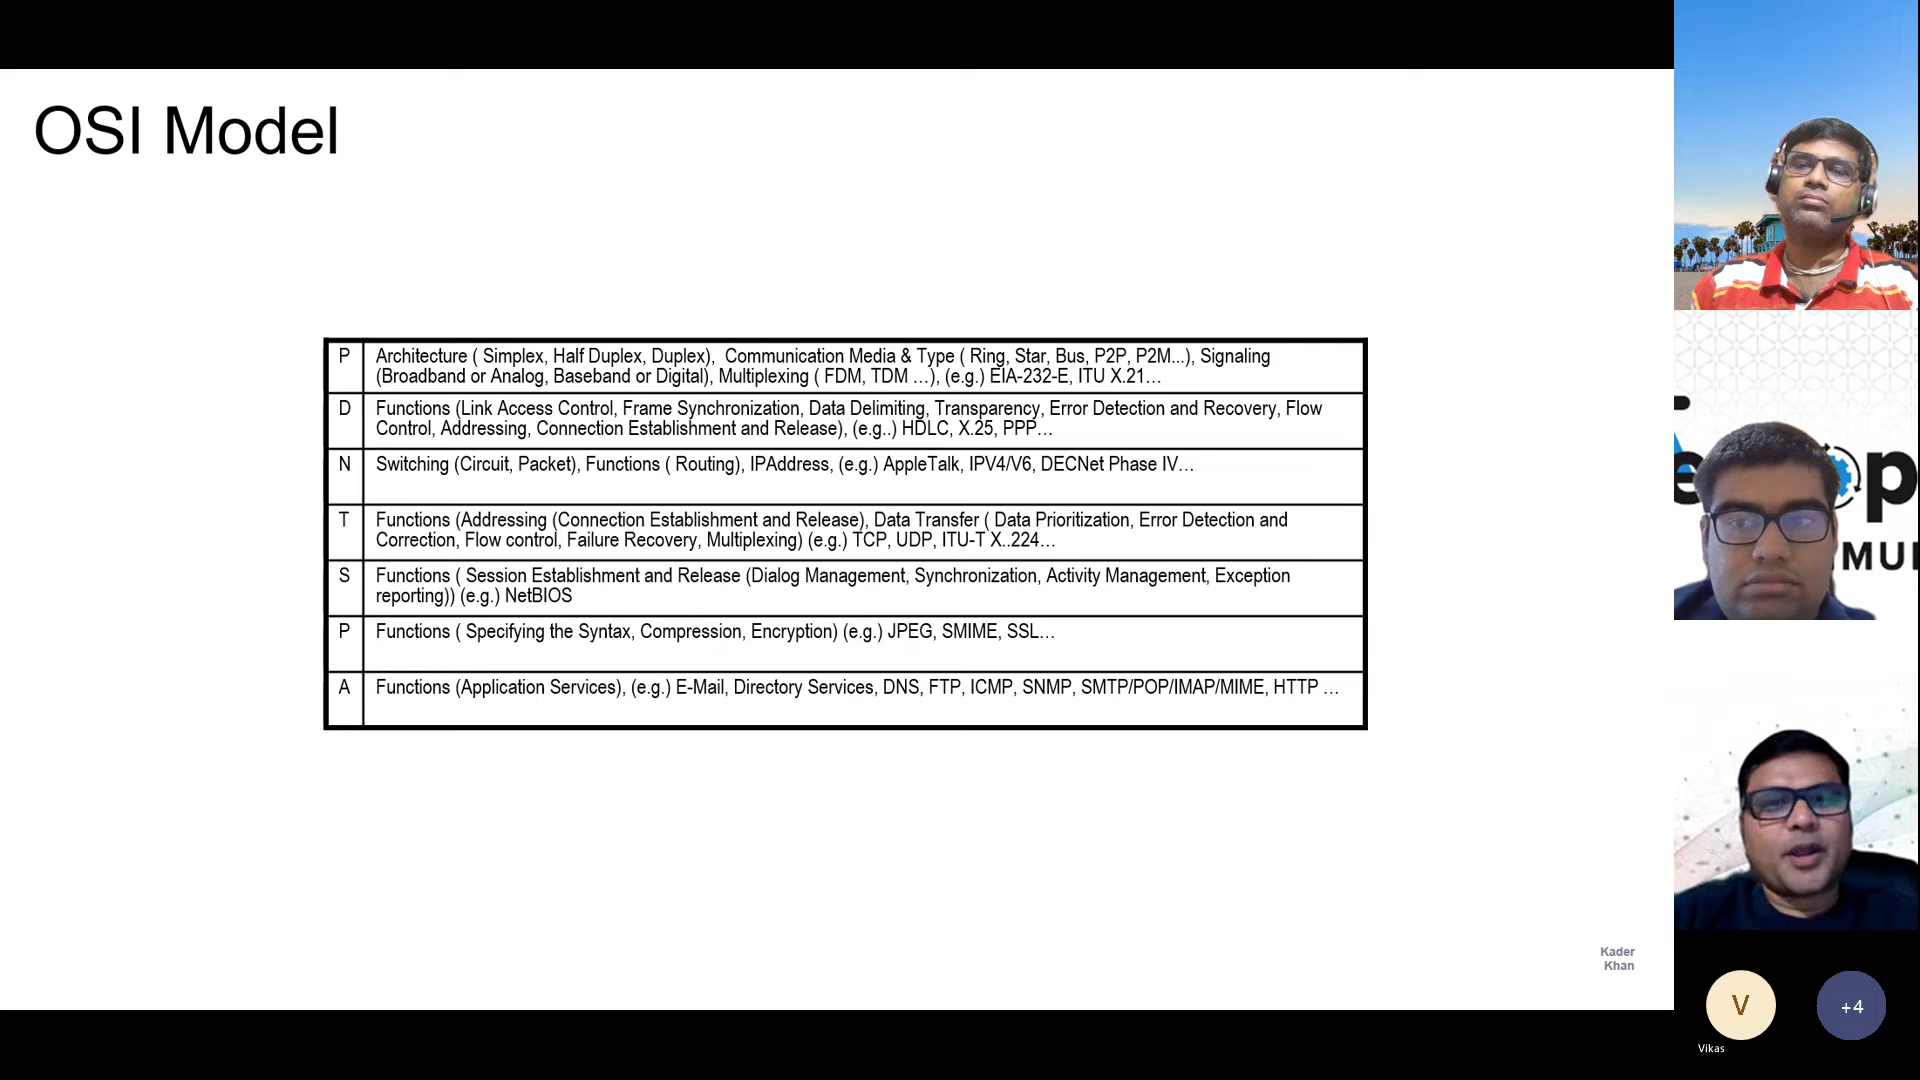 OSI Model
P Architecture ( Simplex, Half Duplex, Duplex), Communication Media & Type ( Ring, Star, Bus, P2P, P2M...), Signaling
(Broadband or Analog, Baseband or Digital), Multiplexing ( FDM, TDM …), (e.g.) EIA-232-E, ITU X.21…
D Functions (Link Access Control, Frame Synchronization, Data Delimiting, Transparency, Error Detection and Recovery, Flow
Control, Addressing, Connection Establishment and Release), (e.g..) HDLC, X.25, PPP…
N Switching (Circuit, Packet), Functions ( Routing), IPAddress, (e.g.) AppleTalk, IPV4/V6, DECNet Phase IV…
T Functions (Addressing (Connection Establishment and Release), Data Transfer ( Data Prioritization, Error Detection and
Correction, Flow control, Failure Recovery, Multiplexing) (e.g.) TCP, UDP, ITU-T X..224…
S Functions ( Session Establishment and Release (Dialog Management, Synchronization, Activity Management, Exception
reporting)) (e.g.) NetBIOS
P Functions ( Specifying the Syntax, Compression, Encryption) (e.g.) JPEG, SMIME, SSL…
A Functions (Application Services), (e.g.) E-Mail, Directory Services, DNS, FTP, ICMP, SNMP, SMTP/POP/IMAP/MIME, HTTP …
Kader
Khan
V
+4
Vikas